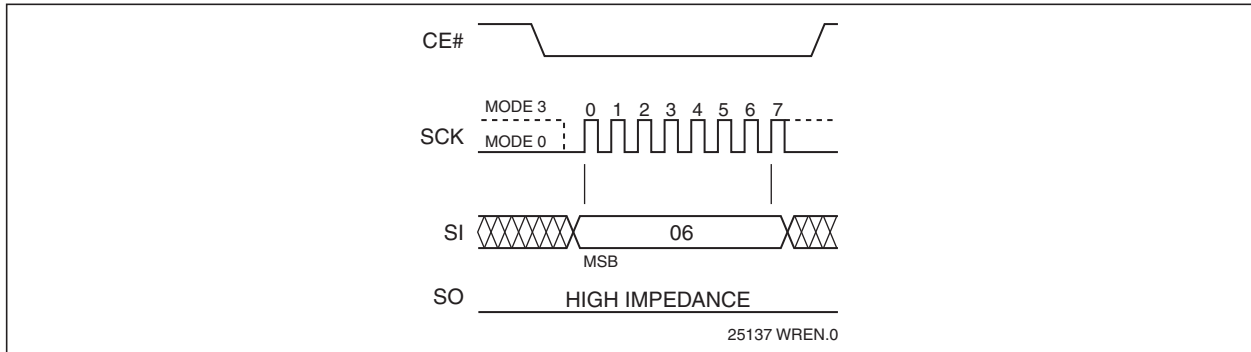 CE#
MODE 3
0 1 2 3 4 5 6 7
SCK
MODE 0
SI
06
MSB
SO
HIGH IMPEDANCE
25137 WREN.0